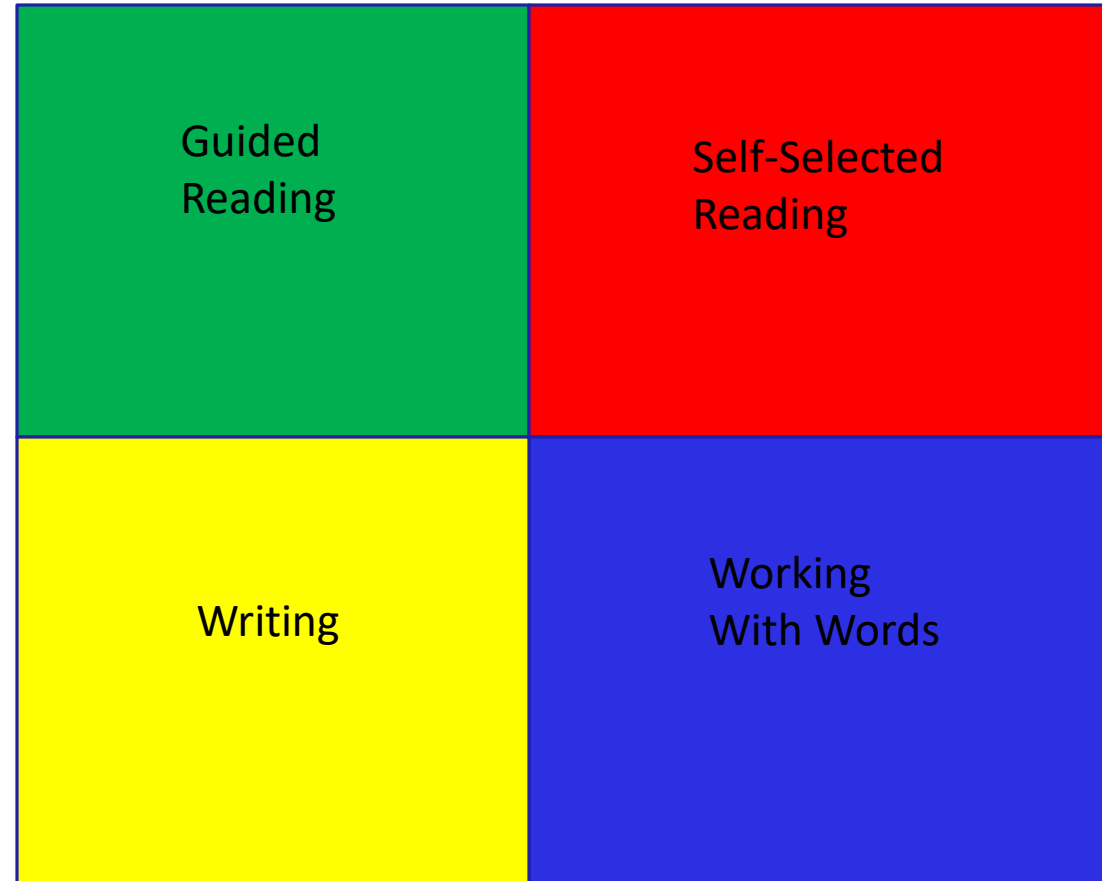 Guided
Reading
Self-Selected
Reading
Writing
Working
With Words